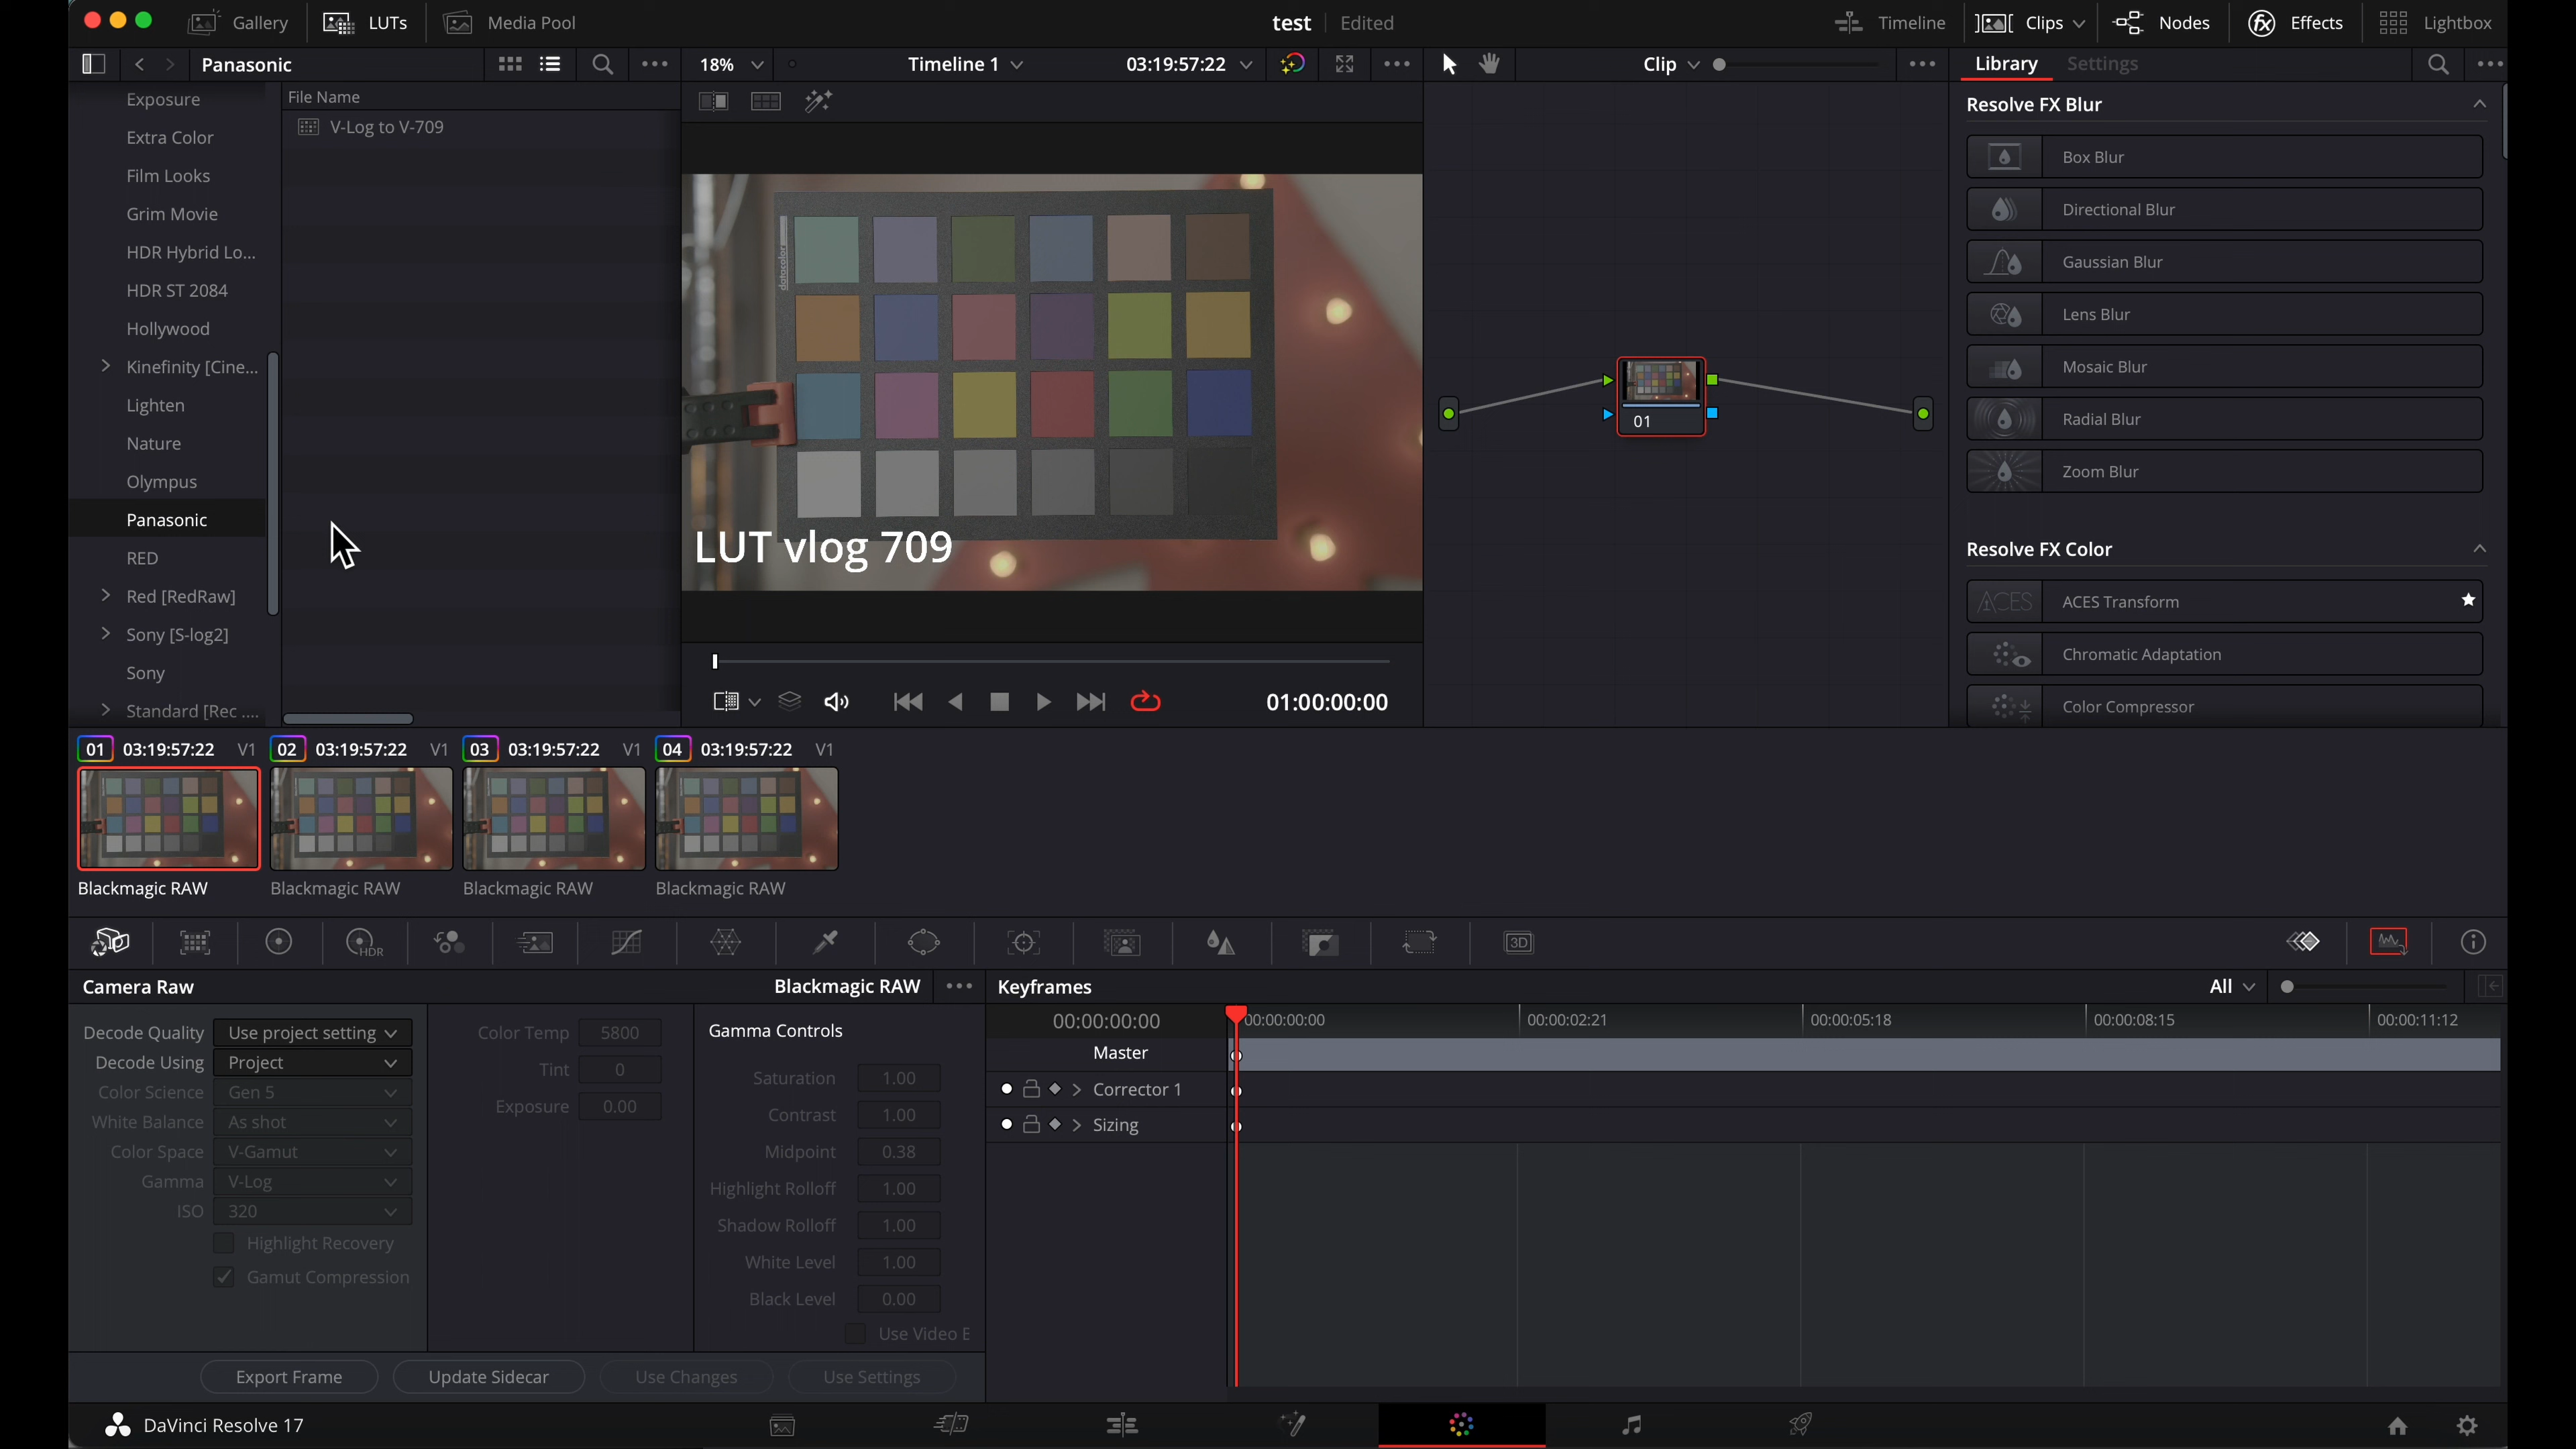 Gallery LUTs Media Pool test Edited Timeline Clips Nodes Effects Lightbox
Panasonic 18% Timeline 1 03:19:57:22 Clip Library Settings
Exposure
Extra Color
Film Looks
Grim Movie
HDR Hybrid Lo...
HDR ST 2084
Hollywood
Kinefinity [Cine...
Lighten
Nature
Olympus
Panasonic
RED
Red [RedRaw]
Sony [S-log2]
Sony
Standard [Rec ....
File Name
V-Log to V-709
datacolor
LUT vlog 709
01:00:00:00
01
Resolve FX Blur
Box Blur
Directional Blur
Gaussian Blur
Lens Blur
Mosaic Blur
Radial Blur
Zoom Blur
Resolve FX Color
ACES ACES Transform
Chromatic Adaptation
Color Compressor
01 03:19:57:22 V1 02 03:19:57:22 V1 03 03:19:57:22 V1 04 03:19:57:22 V1
Blackmagic RAW Blackmagic RAW Blackmagic RAW Blackmagic RAW
HDR 3D
Camera Raw Blackmagic RAW
Decode Quality Use project setting
Decode Using Project
Color Science Gen 5
White Balance As shot
Color Space V-Gamut
Gamma V-Log
ISO 320
Highlight Recovery
Gamut Compression
Color Temp 5800
Tint 0
Exposure 0.00
Gamma Controls
Saturation 1.00
Contrast 1.00
Midpoint 0.38
Highlight Rolloff 1.00
Shadow Rolloff 1.00
White Level 1.00
Black Level 0.00
Use Video E
Export Frame Update Sidecar Use Changes Use Settings
Keyframes All
00:00:00:00 00:00:00:00 00:00:02:21 00:00:05:18 00:00:08:15 00:00:11:12
Master
Corrector 1
Sizing
DaVinci Resolve 17